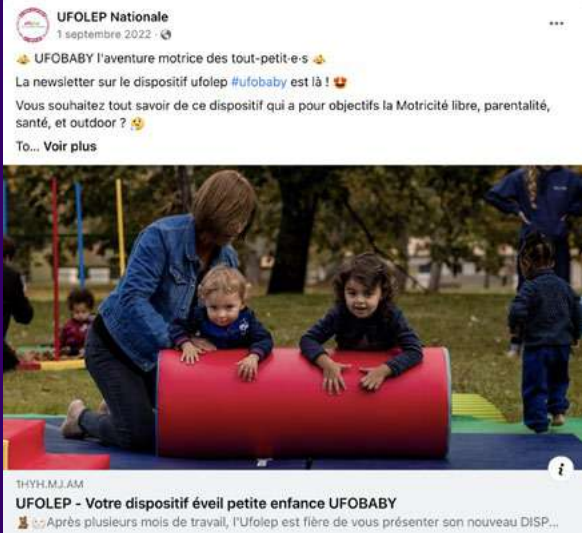 UFOLEP Nationale
1 septembre 2022 ·
UFOBABY l'aventure motrice des tout-petit·e·s
La newsletter sur le dispositif ufolep #ufobaby est là !
Vous souhaitez tout savoir de ce dispositif qui a pour objectifs la Motricité libre, parentalité,
santé, et outdoor ?
To... Voir plus
1HYH.MJ.AM
UFOLEP - Votre dispositif éveil petite enfance UFOBABY
Après plusieurs mois de travail, l'Ufolep est fière de vous présenter son nouveau DISP...